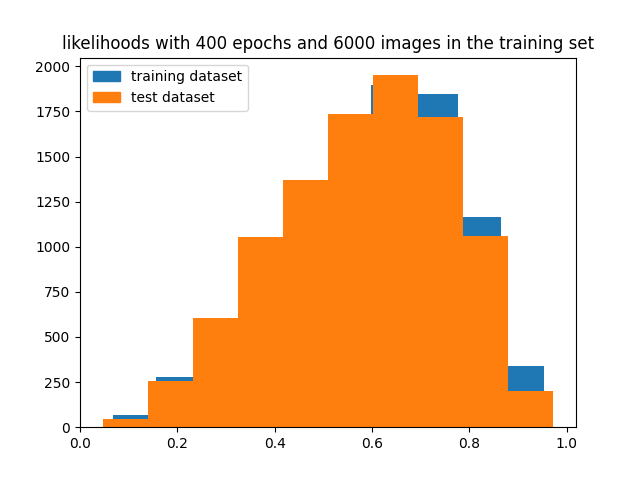 likelihoods with 400 epochs and 6000 images in the training set
training dataset
test dataset
2000
1750
1500
1250
1000
750
500
250
0
0.0 0.2 0.4 0.6 0.8 1.0